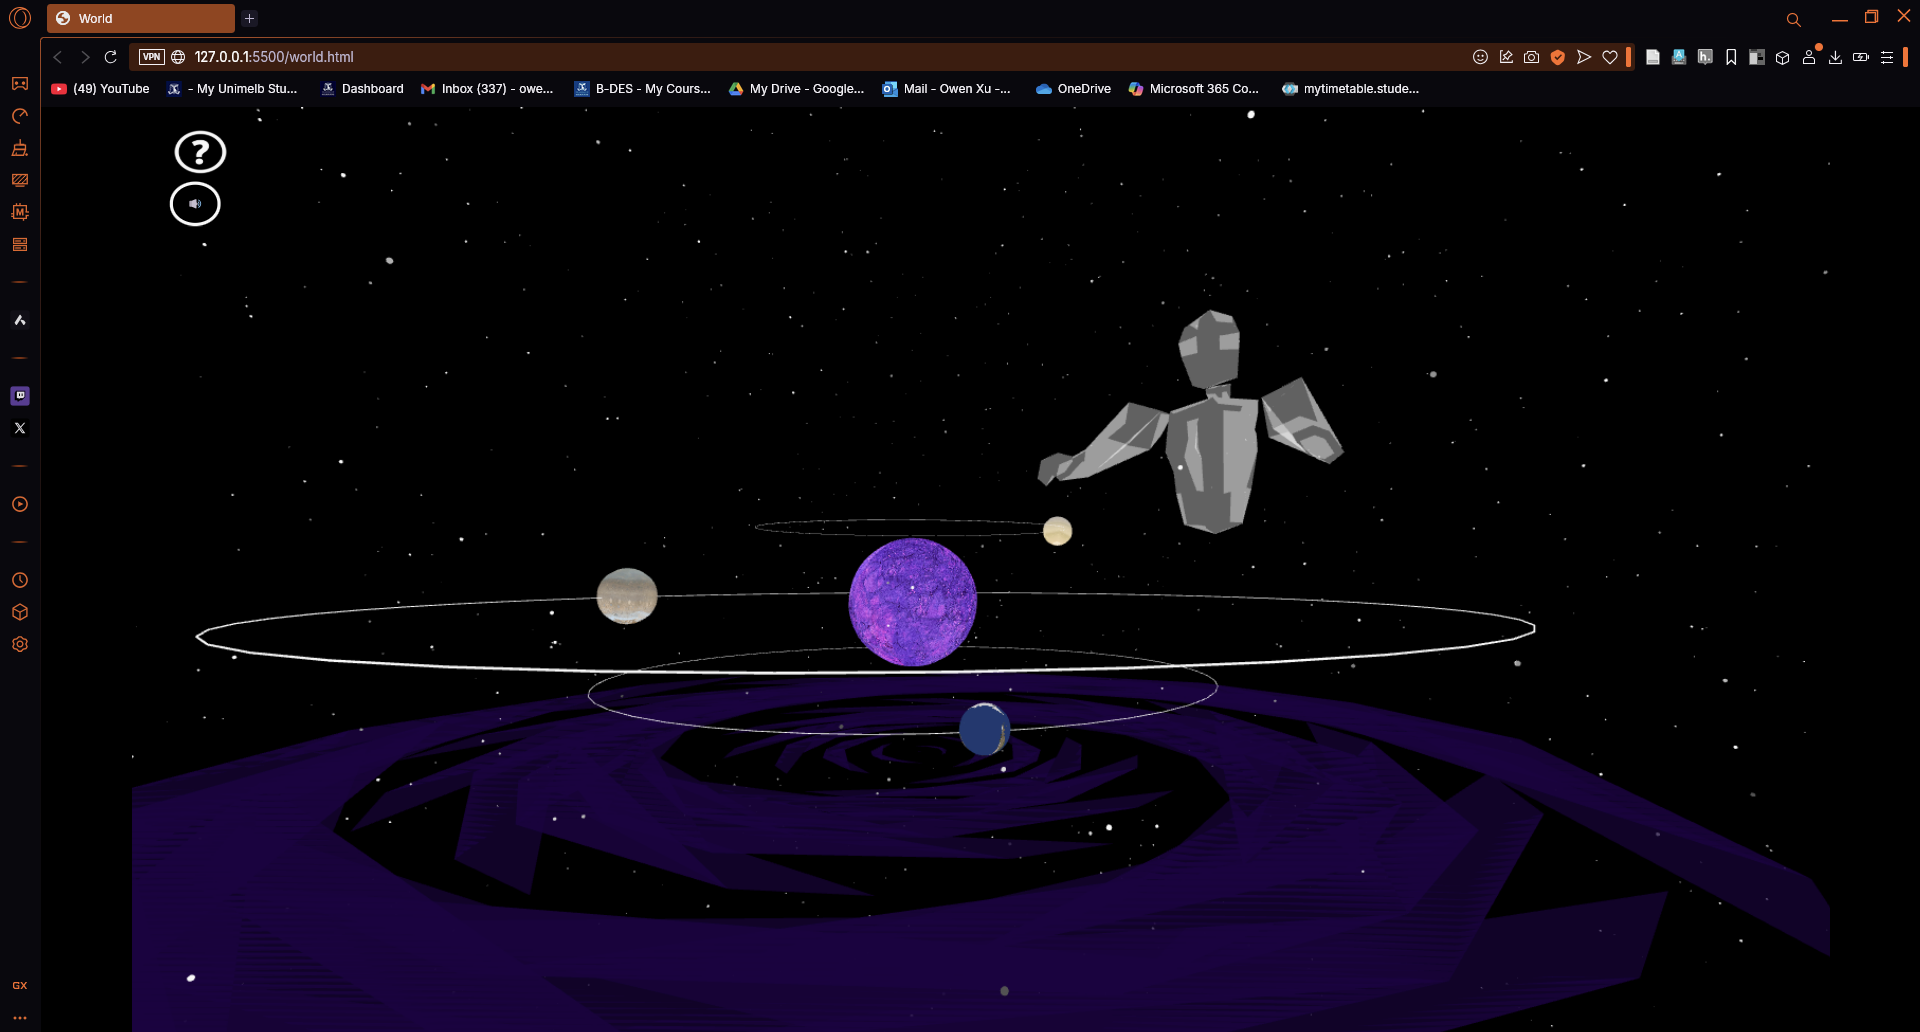 World
VPN 127.0.0.1:5500/world.html
(49) YouTube - My Unimelb Stu... Dashboard Inbox (337) - owe... B-DES - My Cours... My Drive - Google... Mail - Owen Xu -... OneDrive Microsoft 365 Co... mytimetable.stude...
?
M
h.
GX